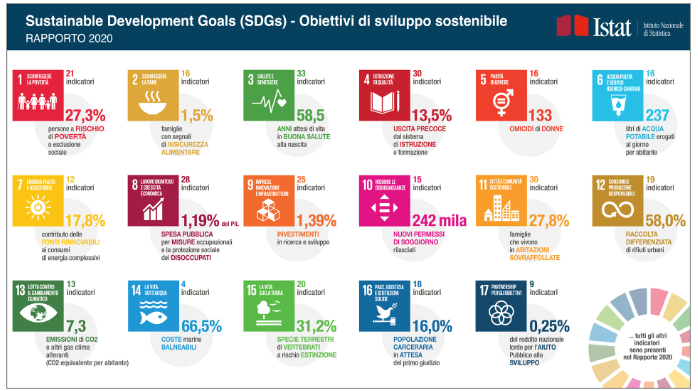 Sustainable Development Goals (SDGs) - Obiettivi di sviluppo sostenibile
RAPPORTO 2020
Istat
Istituto Nazionale
di Statistica
1 SCONFIGGERE
LA POVERTÀ
21
indicatori
27,3%
persone a RISCHIO
di POVERTÀ
o esclusione
sociale
2 SCONFIGGERE
LA FAME
16
indicatori
1,5%
famiglie
con segnali
di INSICUREZZA
ALIMENTARE
3 SALUTE E
BENESSERE
33
indicatori
58,5
ANNI attesi di vita
in BUONA SALUTE
alla nascita
4 ISTRUZIONE
DI QUALITÀ
30
indicatori
13,5%
USCITA PRECOCE
dal sistema
di ISTRUZIONE
e formazione
5 PARITÀ
DI GENERE
16
indicatori
133
OMICIDI di DONNE
6 ACQUA PULITA
E SERVIZI
IGIENICO-SANITARI
16
indicatori
237
litri di ACQUA
POTABILE erogati
al giorno
per abitante
7 ENERGIA PULITA
E ACCESSIBILE
12
indicatori
17,8%
contributo delle
FONTI RINNOVABILI
ai consumi
di energia complessivi
8 LAVORO DIGNITOSO
E CRESCITA
ECONOMICA
28
indicatori
1,19% del PIL
SPESA PUBBLICA
per MISURE occupazionali
e la protezione sociale
dei DISOCCUPATI
9 IMPRESE,
INNOVAZIONE
E INFRASTRUTTURE
25
indicatori
1,39%
INVESTIMENTI
in ricerca e sviluppo
10 RIDURRE LE
DISUGUAGLIANZE
15
indicatori
242 mila
NUOVI PERMESSI
DI SOGGIORNO
rilasciati
11 CITTÀ E COMUNITÀ
SOSTENIBILI
30
indicatori
27,8%
famiglie
che vivono
in ABITAZIONI
SOVRAFFOLLATE
12 CONSUMO E
PRODUZIONE
RESPONSABILI
19
indicatori
58,0%
RACCOLTA
DIFFERENZIATA
di rifiuti urbani
13 LOTTA CONTRO
IL CAMBIAMENTO
CLIMATICO
13
indicatori
7,3
EMISSIONI di CO2
e altri gas clima
alteranti
(CO2 equivalente per abitante)
14 LA VITA
SOTT'ACQUA
4
indicatori
66,5%
COSTE marine
BALNEABILI
15 LA VITA
SULLA TERRA
20
indicatori
31,2%
SPECIE TERRESTRI
di VERTEBRATI
a rischio ESTINZIONE
16 PACE, GIUSTIZIA
E ISTITUZIONI
SOLIDE
18
indicatori
16,0%
POPOLAZIONE
CARCERARIA
in ATTESA
del primo giudizio
17 PARTNERSHIP
PER GLI OBIETTIVI
9
indicatori
0,25%
del reddito nazionale
lordo per l'AIUTO
Pubblico allo
SVILUPPO
... tutti gli altri
indicatori
sono presenti
nel Rapporto 2020